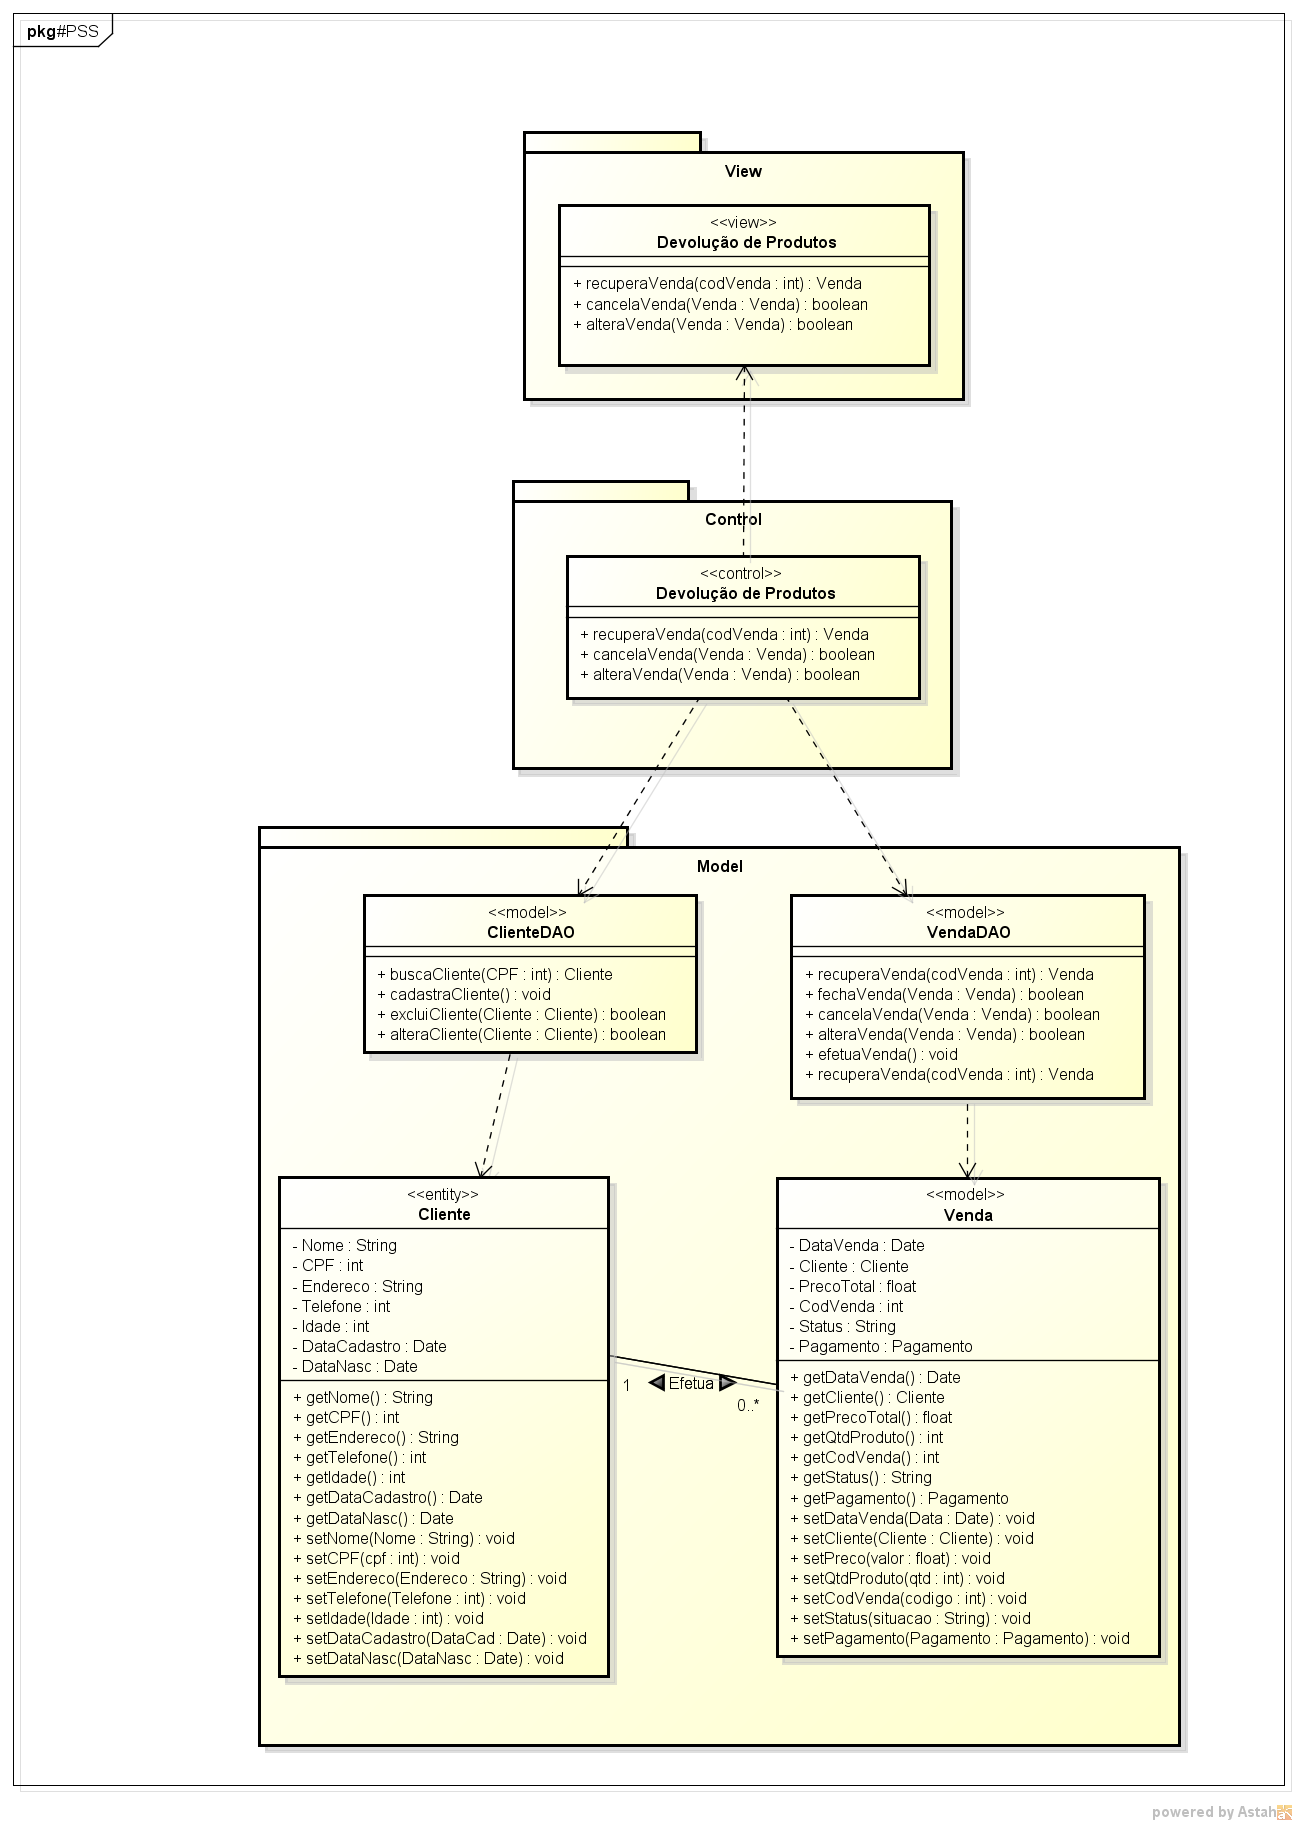 pkg#PSS
View
<<view>>
Devolução de Produtos
+ recuperaVenda(codVenda : int) : Venda
+ cancelaVenda(Venda : Venda) : boolean
+ alteraVenda(Venda : Venda) : boolean
Control
<<control>>
Devolução de Produtos
+ recuperaVenda(codVenda : int) : Venda
+ cancelaVenda(Venda : Venda) : boolean
+ alteraVenda(Venda : Venda) : boolean
Model
<<model>>
ClienteDAO
+ buscaCliente(CPF : int) : Cliente
+ cadastraCliente() : void
+ excluiCliente(Cliente : Cliente) : boolean
+ alteraCliente(Cliente : Cliente) : boolean
<<model>>
VendaDAO
+ recuperaVenda(codVenda : int) : Venda
+ fechaVenda(Venda : Venda) : boolean
+ cancelaVenda(Venda : Venda) : boolean
+ alteraVenda(Venda : Venda) : boolean
+ efetuaVenda() : void
+ recuperaVenda(codVenda : int) : Venda
<<entity>>
Cliente
- Nome : String
- CPF : int
- Endereco : String
- Telefone : int
- Idade : int
- DataCadastro : Date
- DataNasc : Date
+ getNome() : String
+ getCPF() : int
+ getEndereco() : String
+ getTelefone() : int
+ getIdade() : int
+ getDataCadastro() : Date
+ getDataNasc() : Date
+ setNome(Nome : String) : void
+ setCPF(cpf : int) : void
+ setEndereco(Endereco : String) : void
+ setTelefone(Telefone : int) : void
+ setIdade(Idade : int) : void
+ setDataCadastro(DataCad : Date) : void
+ setDataNasc(DataNasc : Date) : void
1
Efetua
0..*
<<model>>
Venda
- DataVenda : Date
- Cliente : Cliente
- PrecoTotal : float
- CodVenda : int
- Status : String
- Pagamento : Pagamento
+ getDataVenda() : Date
+ getCliente() : Cliente
+ getPrecoTotal() : float
+ getQtdProduto() : int
+ getCodVenda() : int
+ getStatus() : String
+ getPagamento() : Pagamento
+ setDataVenda(Data : Date) : void
+ setCliente(Cliente : Cliente) : void
+ setPreco(valor : float) : void
+ setQtdProduto(qtd : int) : void
+ setCodVenda(codigo : int) : void
+ setStatus(situacao : String) : void
+ setPagamento(Pagamento : Pagamento) : void
powered by Astah